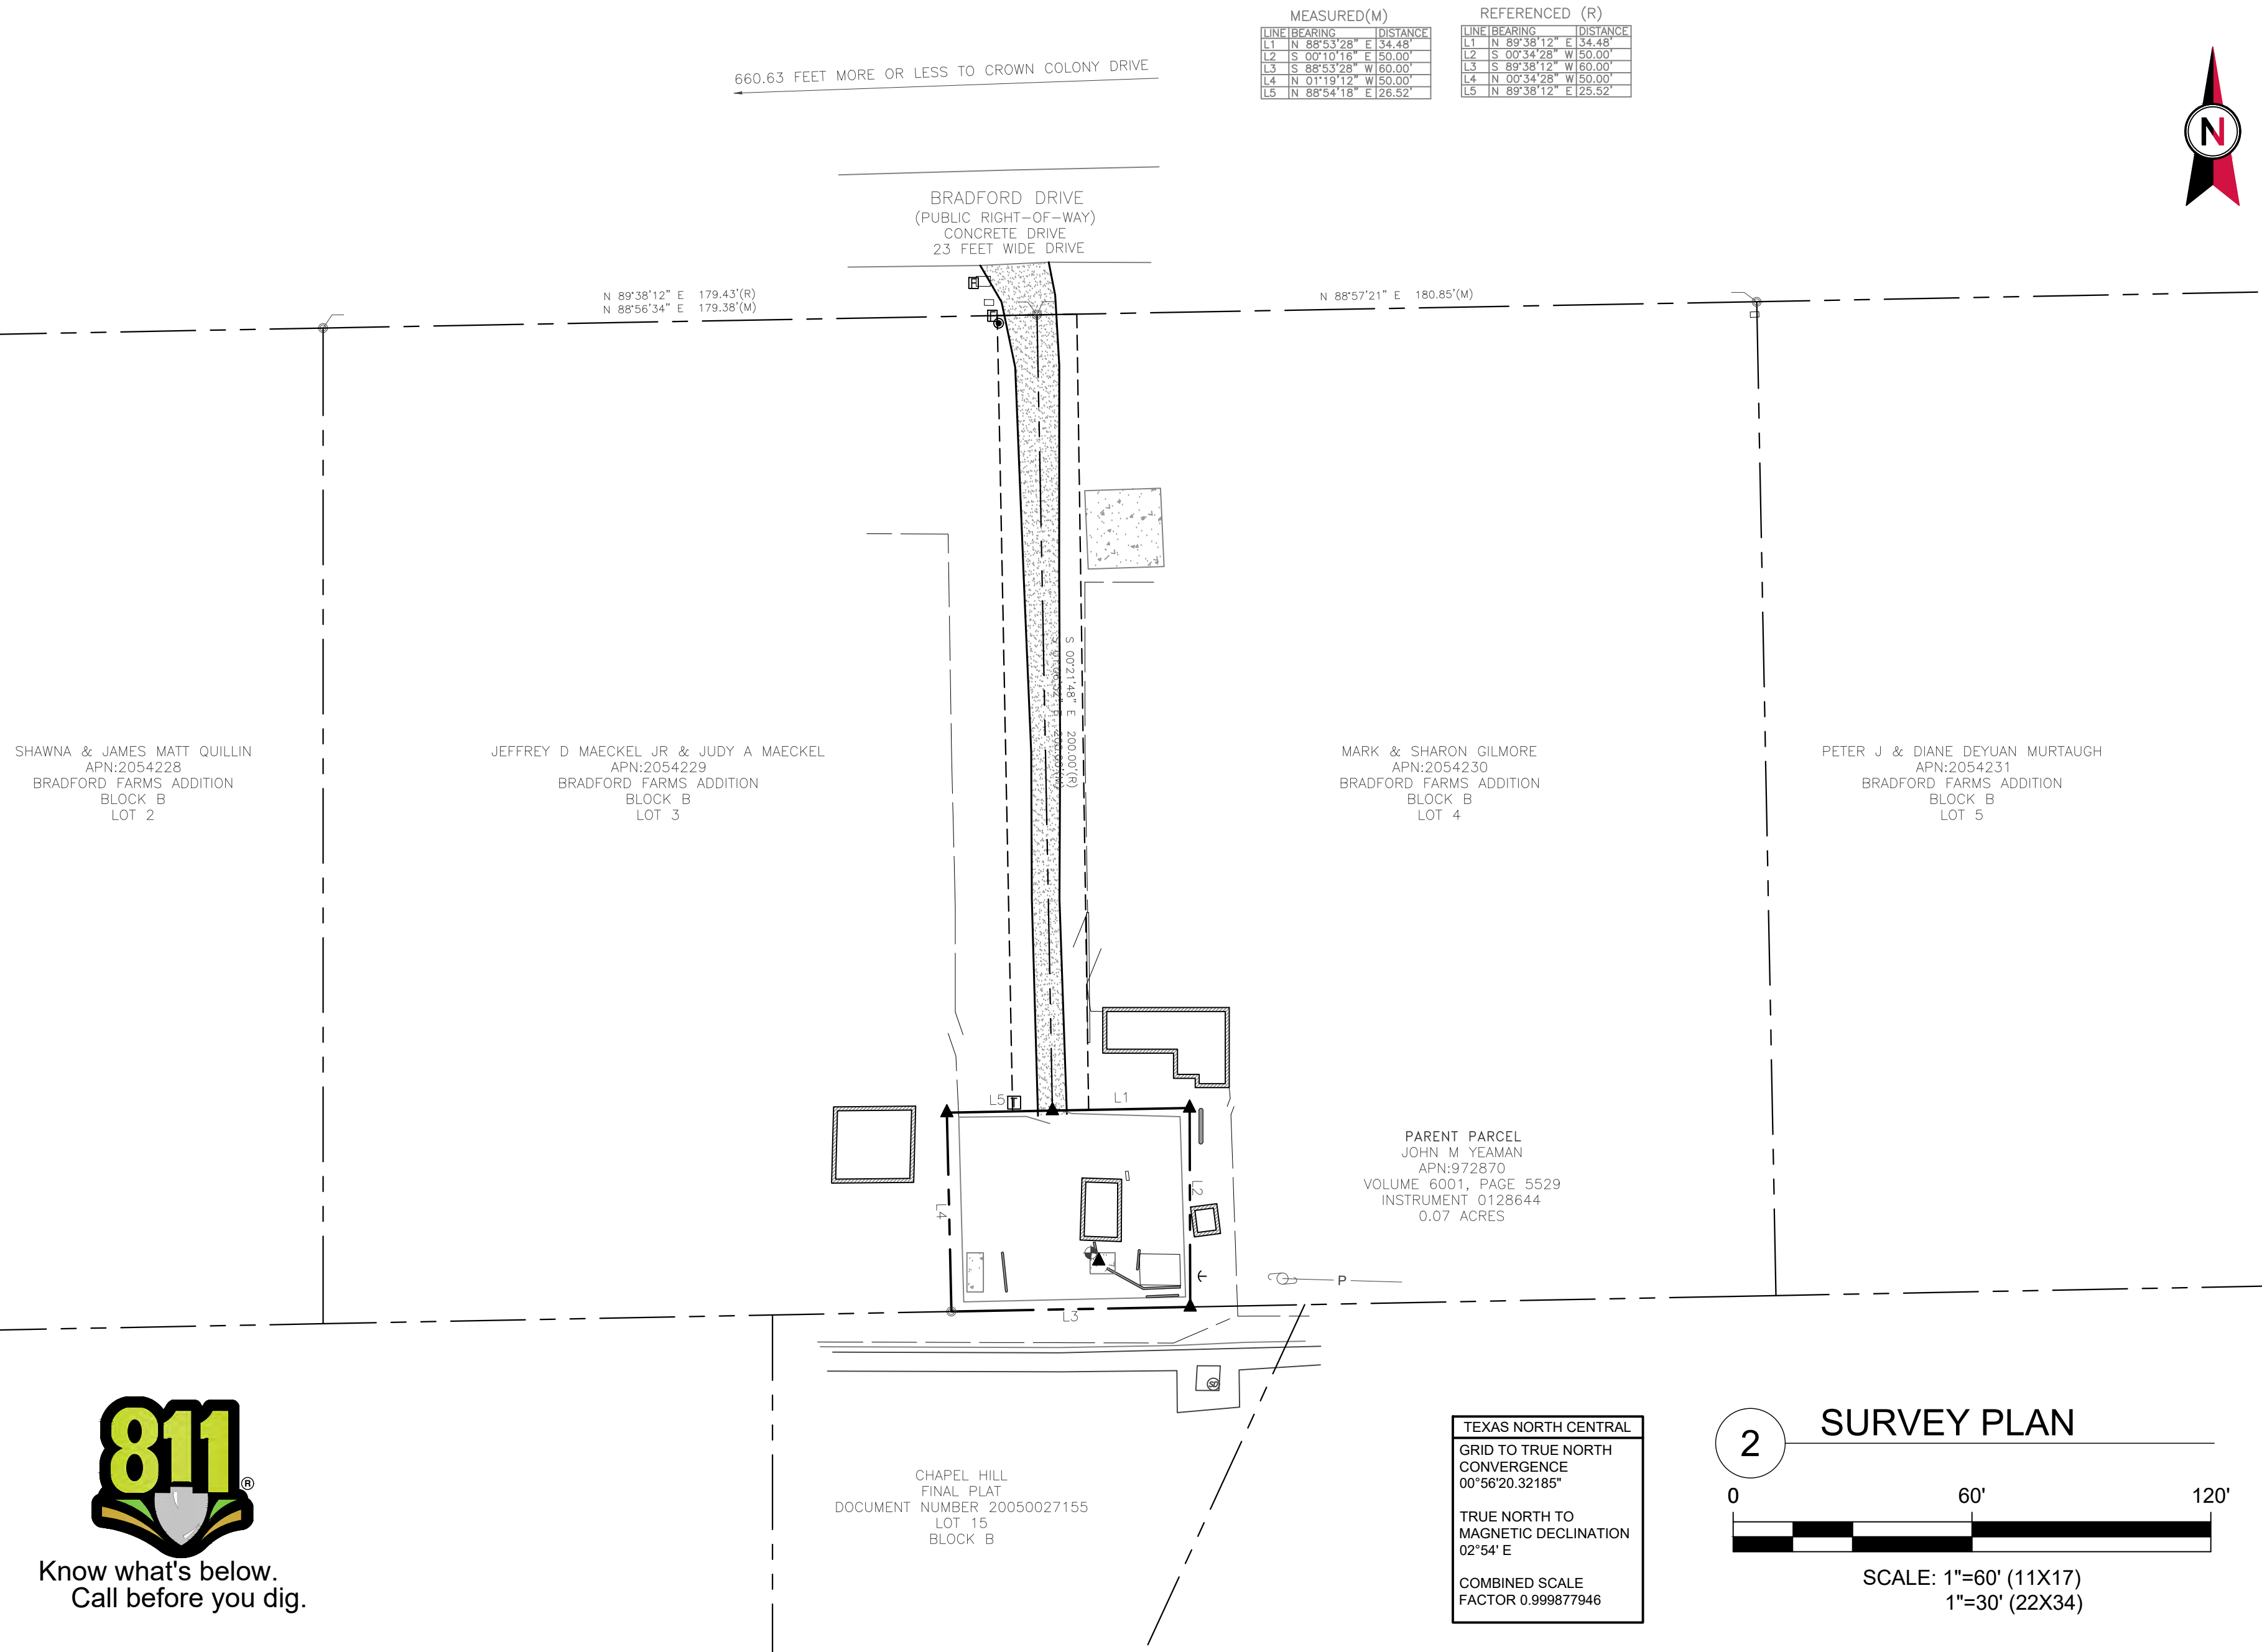 MEASURED(M)
LINE BEARING DISTANCE
L1 N 88°53'28" E 34.48'
L2 S 00°10'16" E 50.00'
L3 S 88°53'28" W 60.00'
L4 N 01°19'12" W 50.00'
L5 N 88°54'18" E 26.52'
REFERENCED (R)
LINE BEARING DISTANCE
L1 N 89°38'12" E 34.48'
L2 S 00°34'28" W 50.00'
L3 S 89°38'12" W 60.00'
L4 N 00°34'28" W 50.00'
L5 N 89°38'12" E 25.52'
660.63 FEET MORE OR LESS TO CROWN COLONY DRIVE
N
BRADFORD DRIVE
(PUBLIC RIGHT-OF-WAY)
CONCRETE DRIVE
23 FEET WIDE DRIVE
N 89°38'12" E 179.43'(R)
N 88°56'34" E 179.38'(M)
N 88°57'21" E 180.85'(M)
S 00°21'48" E 200.00'(R)
SHAWNA & JAMES MATT QUILLIN
APN:2054228
BRADFORD FARMS ADDITION
BLOCK B
LOT 2
JEFFREY D MAECKEL JR & JUDY A MAECKEL
APN:2054229
BRADFORD FARMS ADDITION
BLOCK B
LOT 3
MARK & SHARON GILMORE
APN:2054230
BRADFORD FARMS ADDITION
BLOCK B
LOT 4
PETER J & DIANE DEYUAN MURTAUGH
APN:2054231
BRADFORD FARMS ADDITION
BLOCK B
LOT 5
L5
T
L1
L2
L4
L3
PARENT PARCEL
JOHN M YEAMAN
APN:972870
VOLUME 6001, PAGE 5529
INSTRUMENT 0128644
0.07 ACRES
P
SD
CHAPEL HILL
FINAL PLAT
DOCUMENT NUMBER 20050027155
LOT 15
BLOCK B
811®
Know what's below.
Call before you dig.
TEXAS NORTH CENTRAL
GRID TO TRUE NORTH
CONVERGENCE
00°56'20.32185"
TRUE NORTH TO
MAGNETIC DECLINATION
02°54' E
COMBINED SCALE
FACTOR 0.999877946
2
SURVEY PLAN
0 60' 120'
SCALE: 1"=60' (11X17)
1"=30' (22X34)